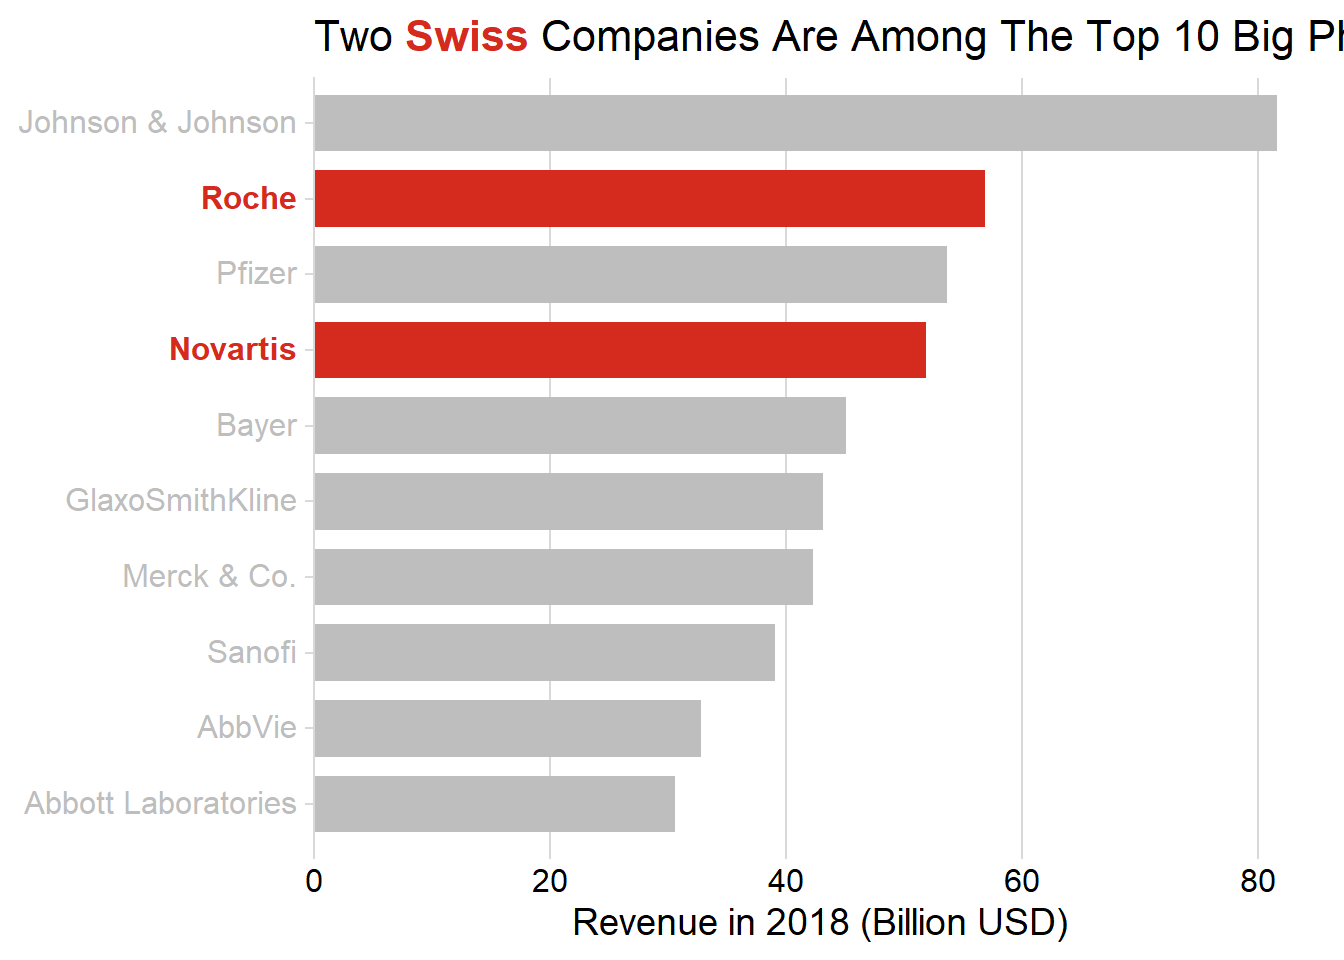 Two Swiss Companies Are Among The Top 10 Big
Johnson & Johnson
Roche
Pfizer
Novartis
Bayer
GlaxoSmithKline
Merck & Co.
Sanofi
AbbVie
Abbott Laboratories
0 20 40 60 80
Revenue in 2018 (Billion USD)